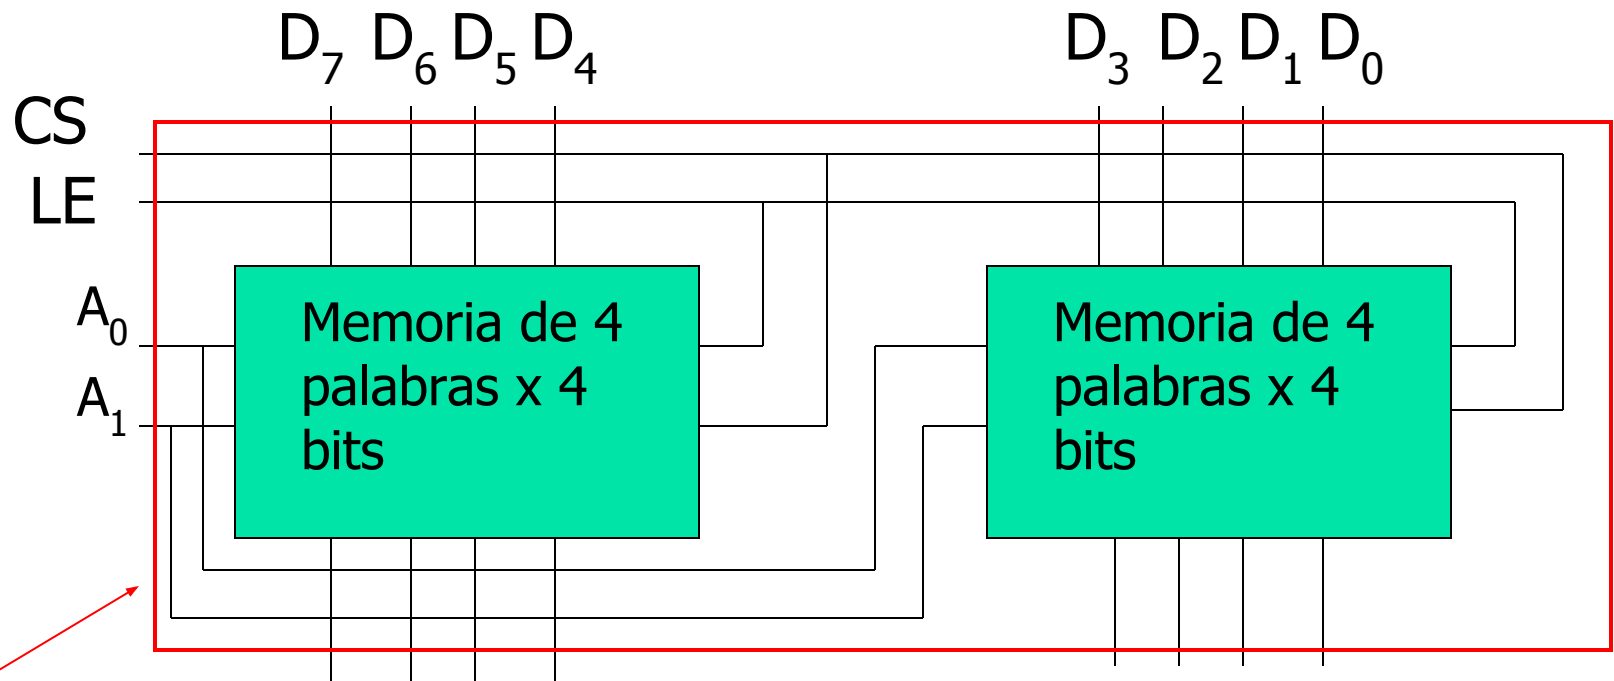 D7 D6 D5 D4 D3 D2 D1 D0
CS
LE
A0
A1
Memoria de 4
palabras x 4
bits
Memoria de 4
palabras x 4
bits